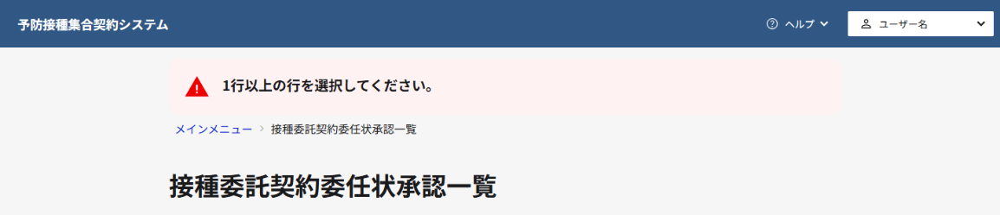 予防接種集合契約システム
ヘルプ
ユーザー名
1行以上の行を選択してください。
メインメニュー > 接種委託契約委任状承認一覧
接種委託契約委任状承認一覧